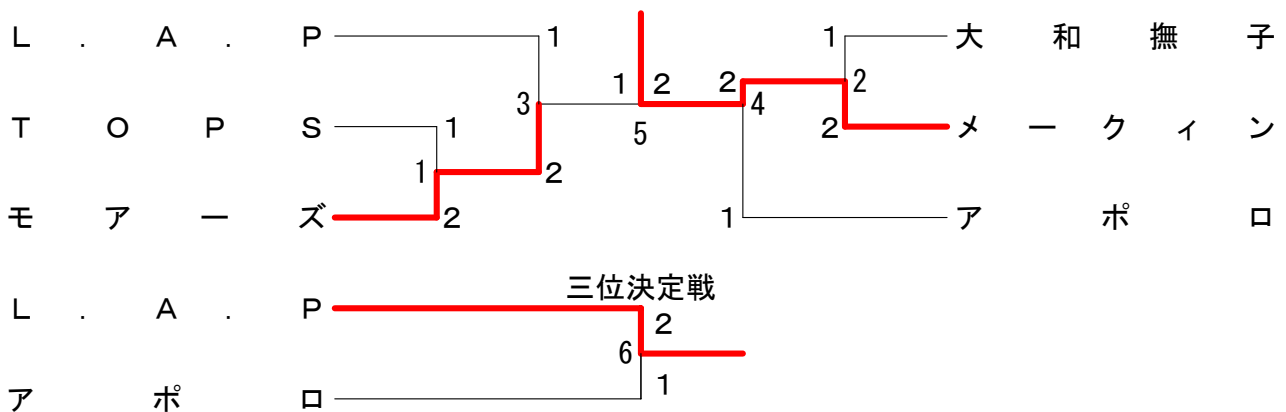 L.A.P 1 1 大和撫子
1 2 2 2
3 4
TOPS 1 5 2 メークィン
1 2
モアーズ 2 1 アポロ
三位決定戦
L.A.P 2
6
アポロ 1